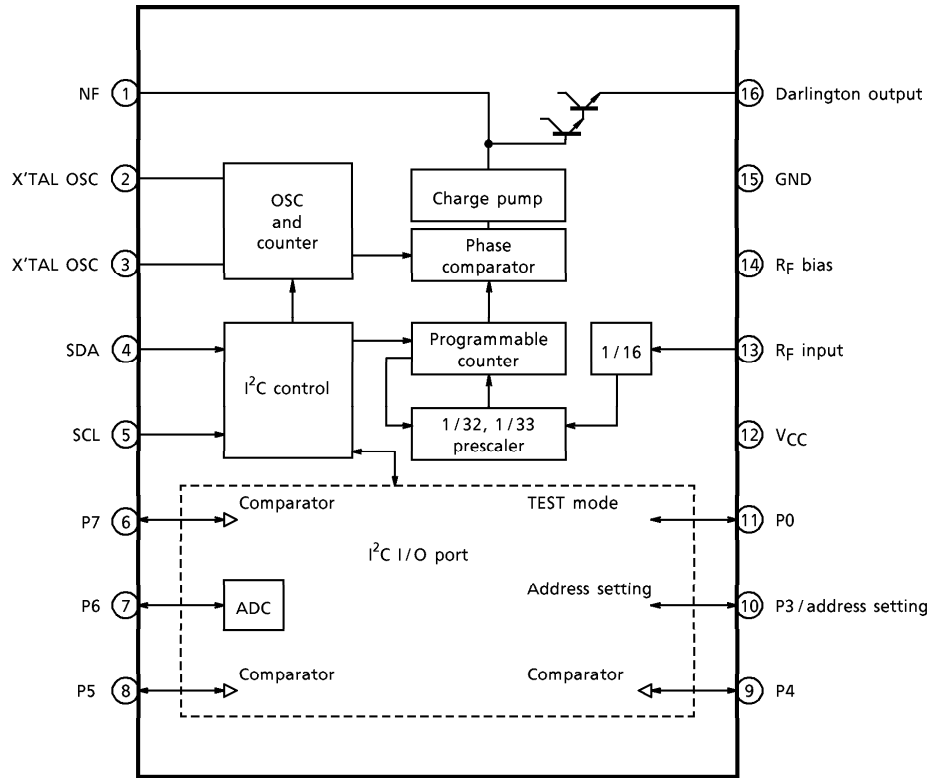 NF 1
16 Darlington output
X'TAL OSC 2
OSC
and
counter
Charge pump
15 GND
X'TAL OSC 3
Phase
comparator
14 RF bias
SDA 4
I²C control
Programmable
counter
1/16
13 RF input
SCL 5
1/32, 1/33
prescaler
12 VCC
P7 6
Comparator
TEST mode
11 P0
I²C I/O port
P6 7
ADC
Address setting
10 P3/address setting
P5 8
Comparator
Comparator
9 P4